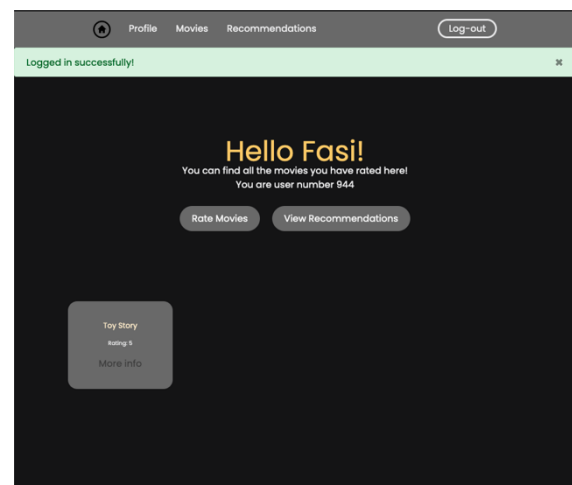 Profile Movies Recommendations Log-out
Logged in successfully! ×
Hello Fasi!
You can find all the movies you have rated here!
You are user number 944
Rate Movies View Recommendations
Toy Story
Rating: 5
More info